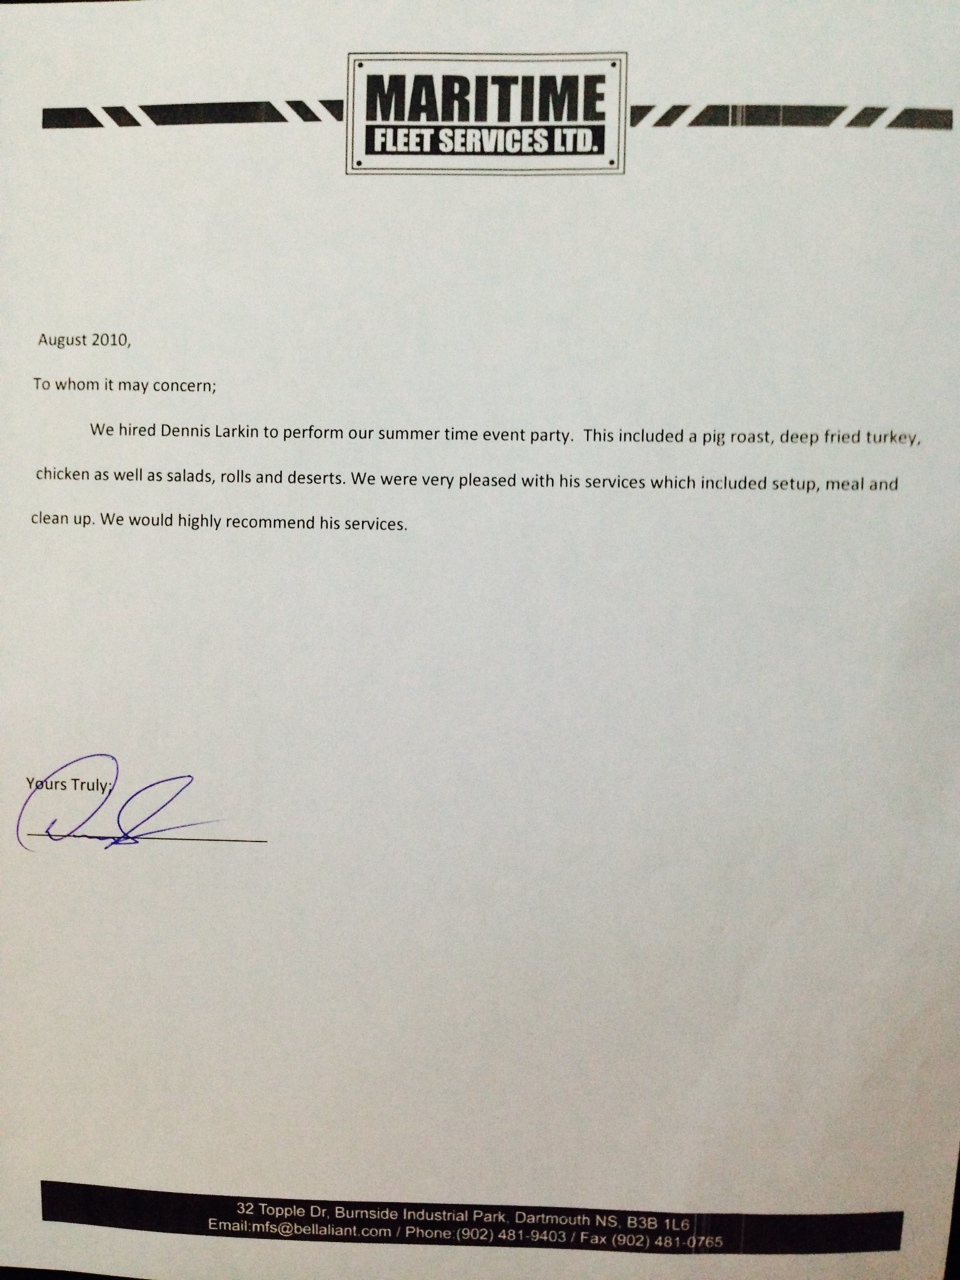 MARITIME
FLEET SERVICES LTD.
August 2010,
To whom it may concern;
We hired Dennis Larkin to perform our summer time event party. This included a pig roast, deep fried turkey,
chicken as well as salads, rolls and deserts. We were very pleased with his services which included setup, meal and
clean up. We would highly recommend his services.
Yours Truly;
32 Topple Dr, Burnside Industrial Park, Dartmouth NS, B3B 1L6
Email:mfs@bellaliant.com / Phone:(902) 481-9403 / Fax (902) 481-0765